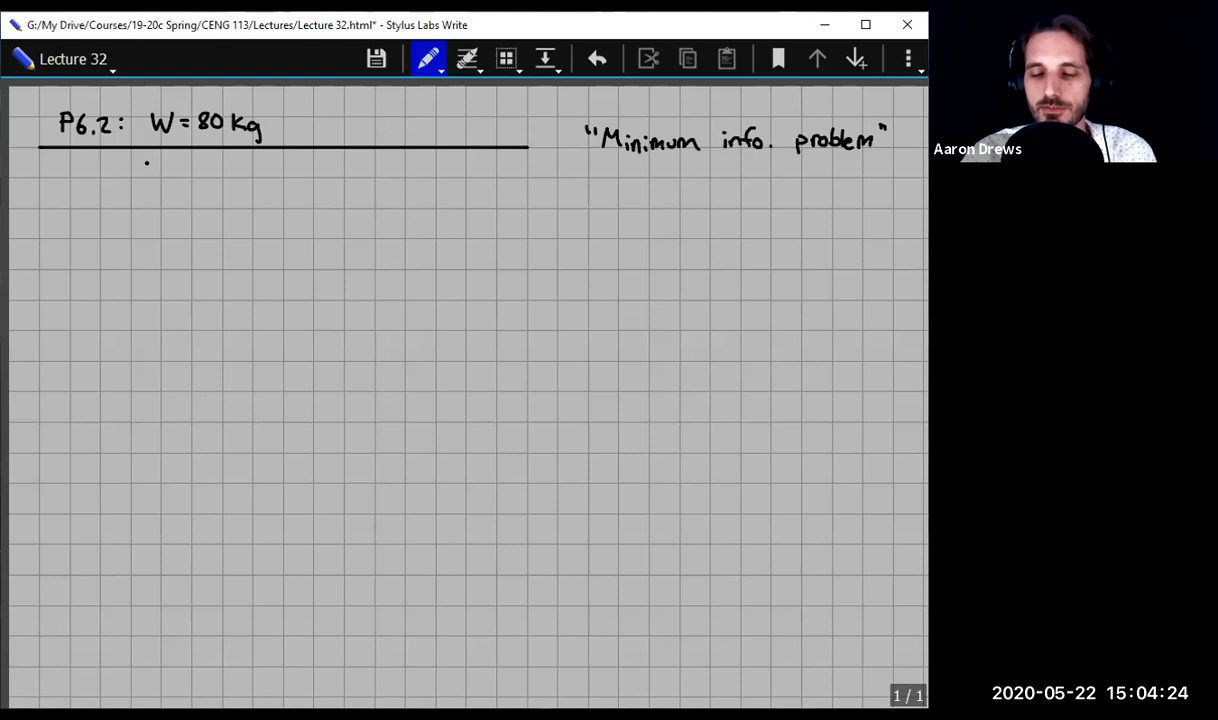 G:/My Drive/Courses/19-20c Spring/CENG 113/Lectures/Lecture 32.html* - Stylus Labs Write
Lecture 32
P6.2: W = 80 Kg
"Minimum info. problem"
Aaron Drews
1 / 1
2020-05-22 15:04:24